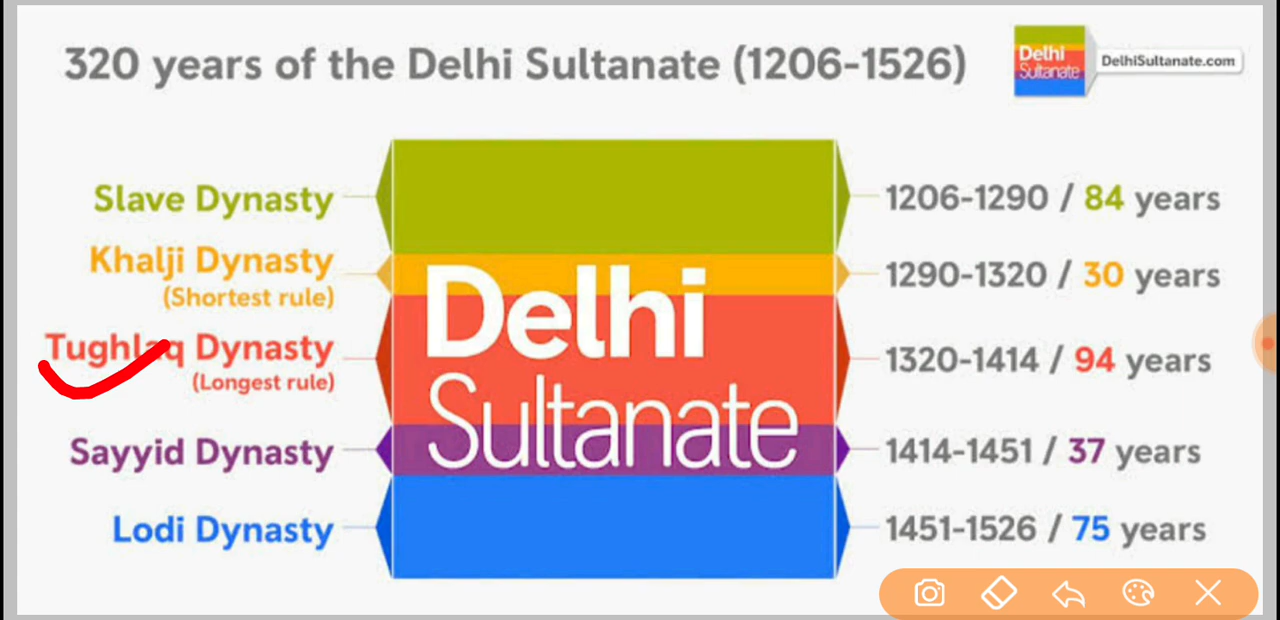 320 years of the Delhi Sultanate (1206-1526)
Delhi
Sultanate
DelhiSultanate.com
Slave Dynasty
1206-1290 / 84 years
Khalji Dynasty
(Shortest rule)
1290-1320 / 30 years
Tughlaq Dynasty
(Longest rule)
1320-1414 / 94 years
Sayyid Dynasty
1414-1451 / 37 years
Lodi Dynasty
1451-1526 / 75 years
Delhi
Sultanate